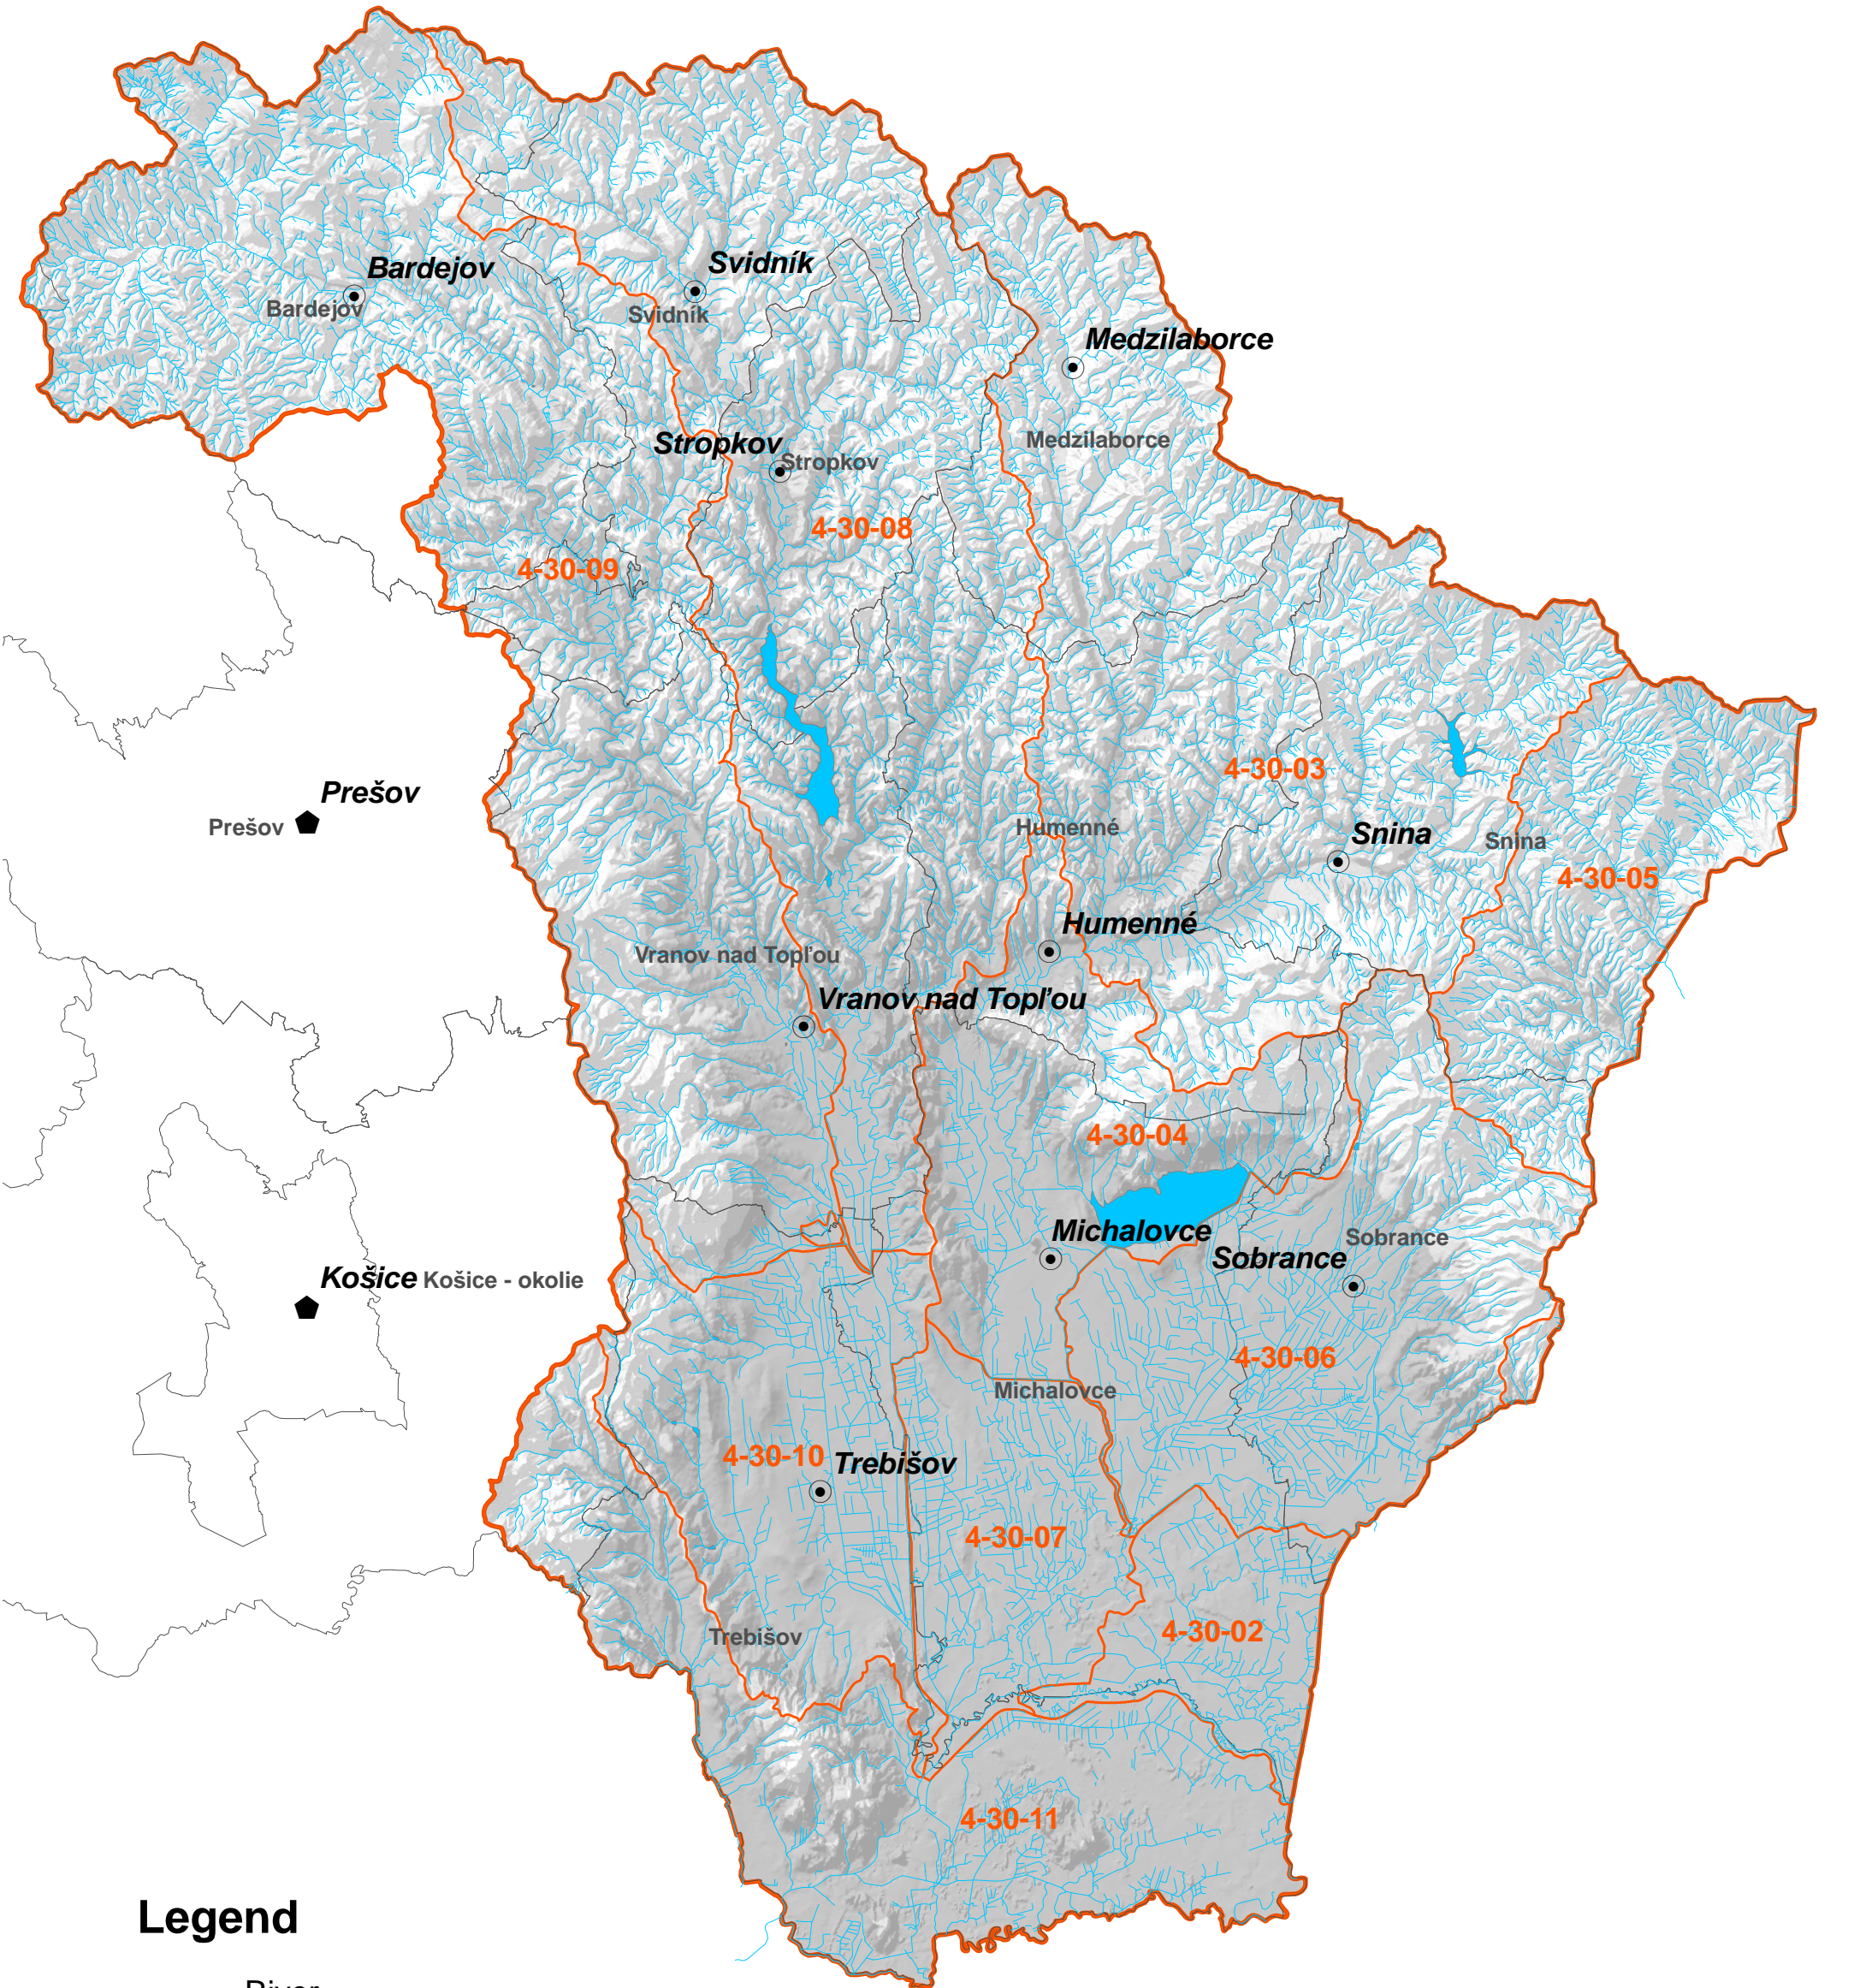 Bardejov
Bardejov
Svidník
Svidník
Medzilaborce
Medzilaborce
Stropkov
Stropkov
4-30-08
4-30-09
4-30-03
Prešov
Prešov
Humenné
Snina
Snina
4-30-05
Humenné
Vranov nad Topľou
Vranov nad Topľou
4-30-04
Michalovce
Sobrance
Sobrance
Košice Košice - okolie
4-30-06
Michalovce
4-30-10 Trebišov
4-30-07
Trebišov
4-30-02
4-30-11
Legend
River